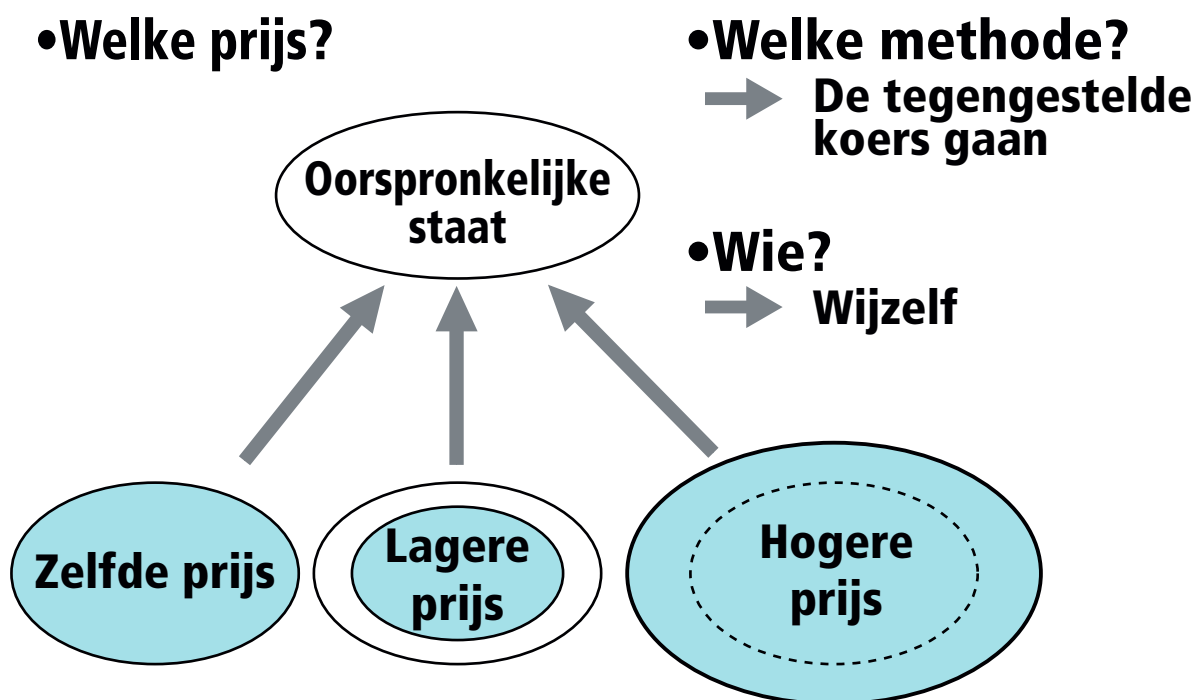 •Welke prijs?
Oorspronkelijke
staat
Zelfde prijs
Lagere
prijs
Hogere
prijs
•Welke methode?
De tegengestelde
koers gaan
•Wie?
Wijzelf